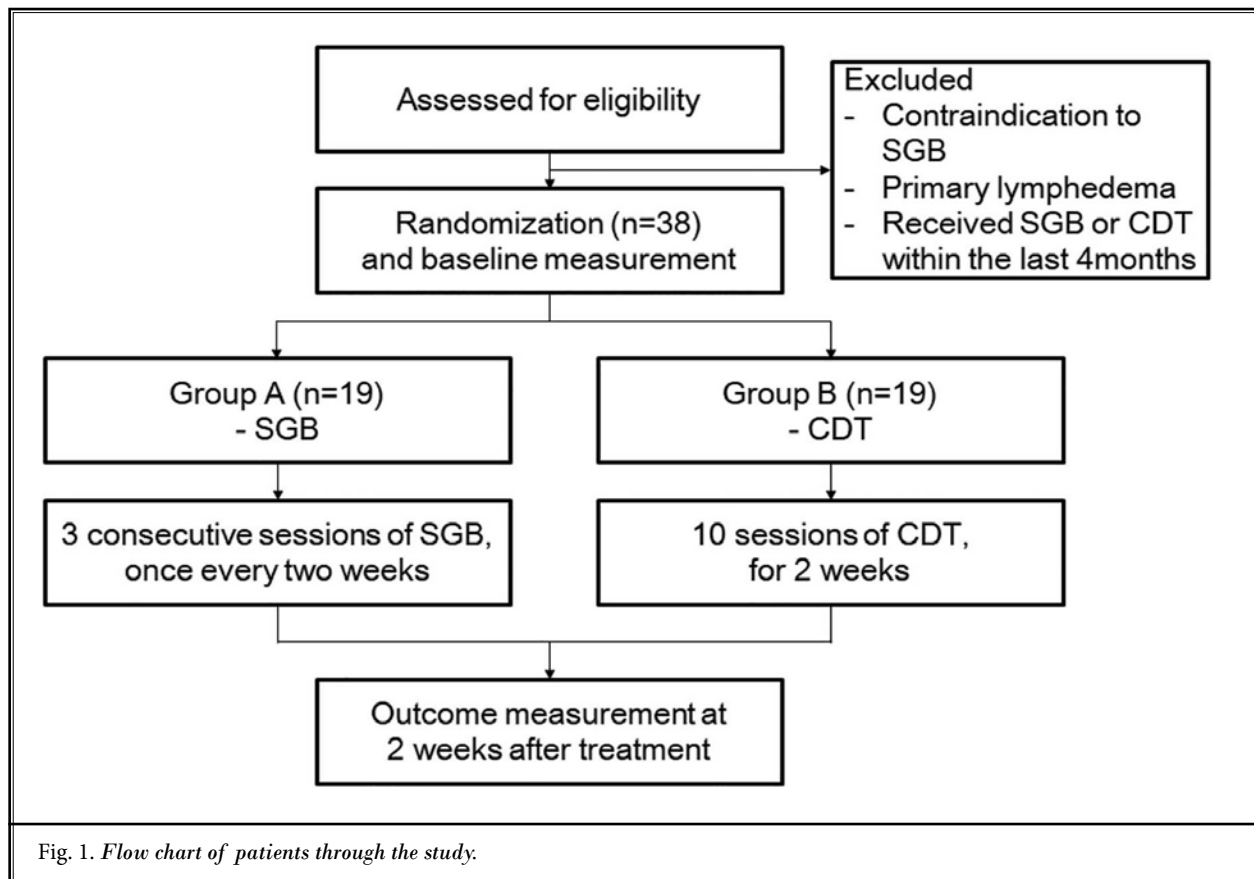 Assessed for eligibility
Excluded
- Contraindication to
SGB
- Primary lymphedema
- Received SGB or CDT
within the last 4months
Randomization (n=38)
and baseline measurement
Group A (n=19)
- SGB
Group B (n=19)
- CDT
3 consecutive sessions of SGB,
once every two weeks
10 sessions of CDT,
for 2 weeks
Outcome measurement at
2 weeks after treatment
Fig. 1. Flow chart of patients through the study.